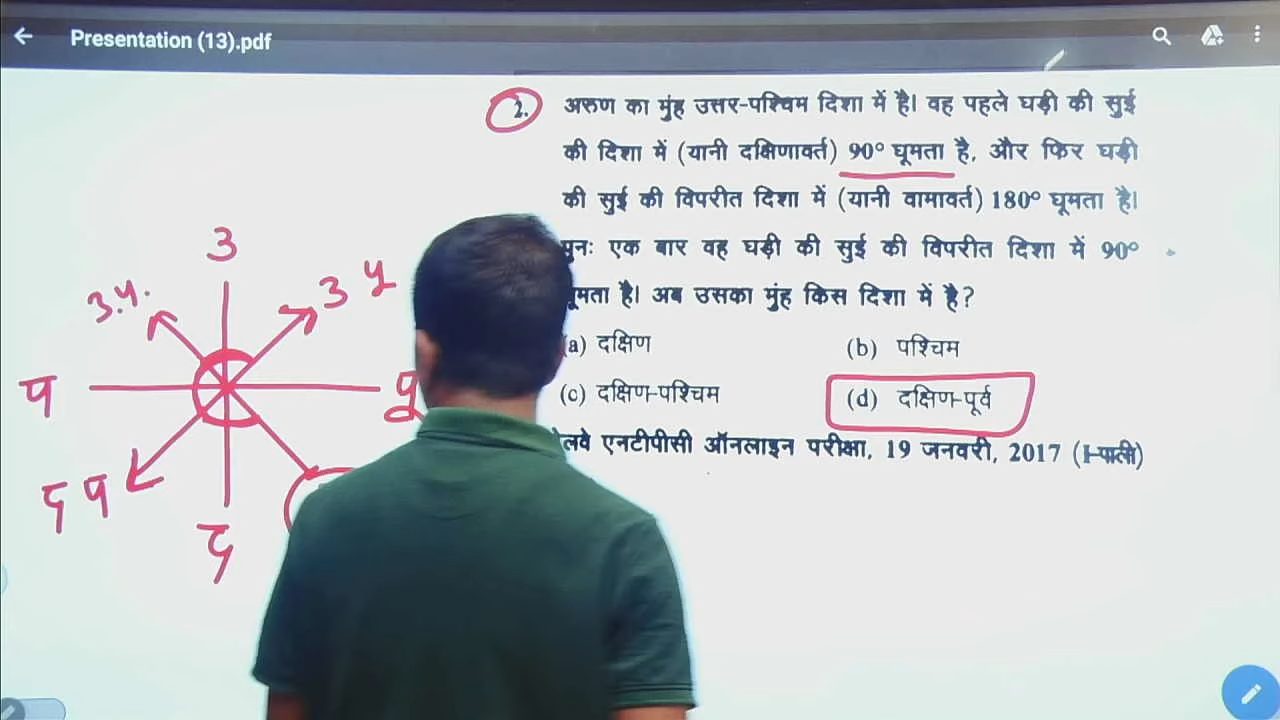 Presentation (13).pdf
2. अरुण का मुंह उत्तर-पश्चिम दिशा में है। वह पहले घड़ी की सुई
की दिशा में (यानी दक्षिणावर्त) 90° घूमता है, और फिर घड़ी
की सुई की विपरीत दिशा में (यानी वामावर्त) 180° घूमता है।
एक बार वह घड़ी की सुई की विपरीत दिशा में 90°
है। अब उसका मुंह किस दिशा में है?
(a) दक्षिण (b) पश्चिम
(c) दक्षिण-पश्चिम (d) दक्षिण-पूर्व
एनटीपीसी ऑनलाइन परीक्षा, 19 जनवरी, 2017 (I-पाली)
उ
उ.प.
उ पू
प
पू
द प
द